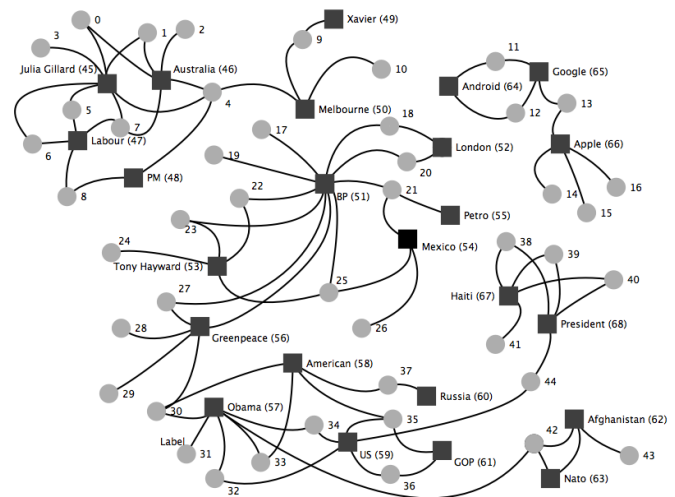 0
Xavier (49)
3
1
2
9
11
Julia Gillard (45)
Australia (46)
10
Google (65)
Android (64)
4
5
Melbourne (50)
13
12
17
18
7
Labour (47)
London (52)
Apple (66)
6
19
20
PM (48)
22
BP (51)
21
16
8
14
15
Petro (55)
23
38
24
Mexico (54)
39
Tony Hayward (53)
40
25
27
Haiti (67)
26
President (68)
28
Greenpeace (56)
41
American (58)
37
44
29
Russia (60)
30
Obama (57)
35
34
Afghanistan (62)
Label
42
31
US (59)
GOP (61)
43
33
32
36
Nato (63)